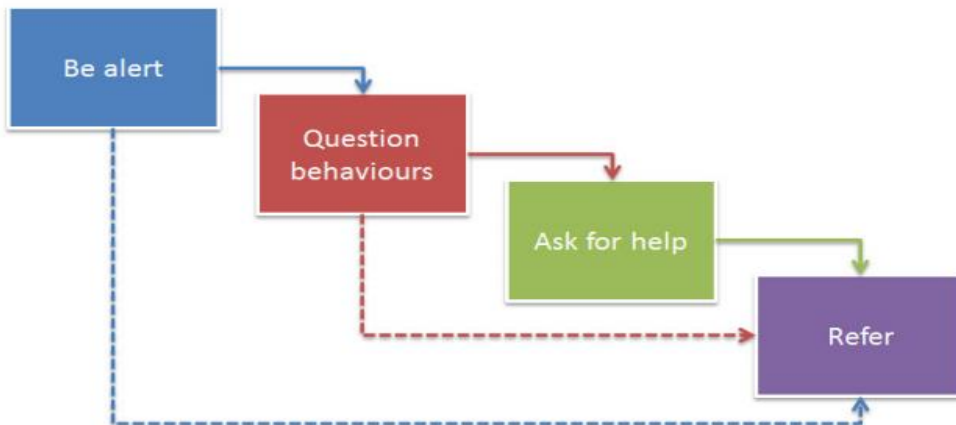 Be alert
Question
behaviours
Ask for help
Refer